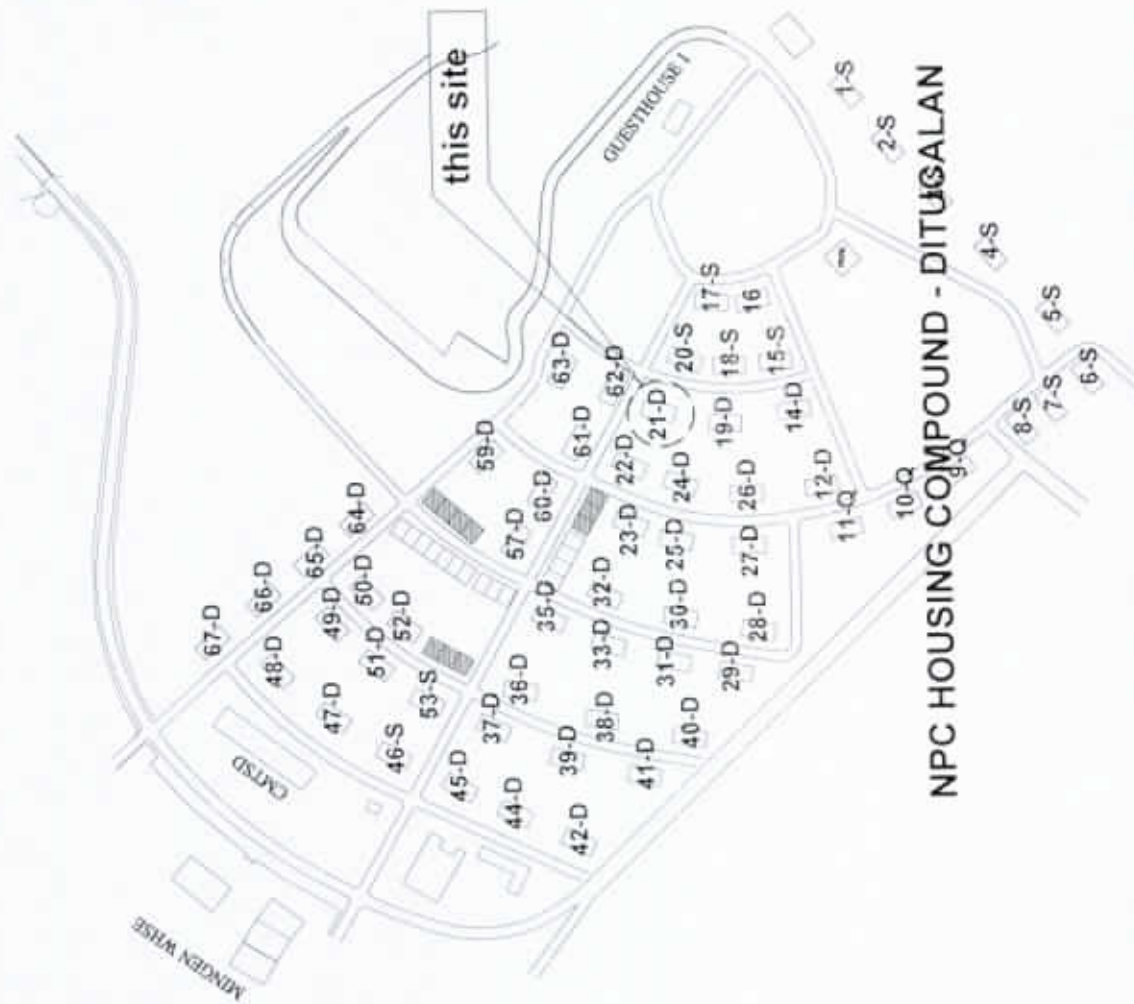 MINGEN WHSE
CMTSD
67-D
66-D
65-D
64-D
48-D
49-D
50-D
47-D
51-D
52-D
46-S
53-S
59-D
57-D
60-D
63-D
61-D
62-D
this site
GUESTHOUSE I
45-D
37-D
36-D
35-D
44-D
39-D
33-D
32-D
23-D
22-D
21-D
20-S
17-S
42-D
38-D
31-D
30-D
25-D
24-D
19-D
18-S
16
41-D
40-D
29-D
28-D
27-D
26-D
14-D
15-S
12-D
11-Q
10-Q
9-Q
1-S
2-S
4-S
5-S
6-S
7-S
8-S
NPC HOUSING COMPOUND - DITUGALAN